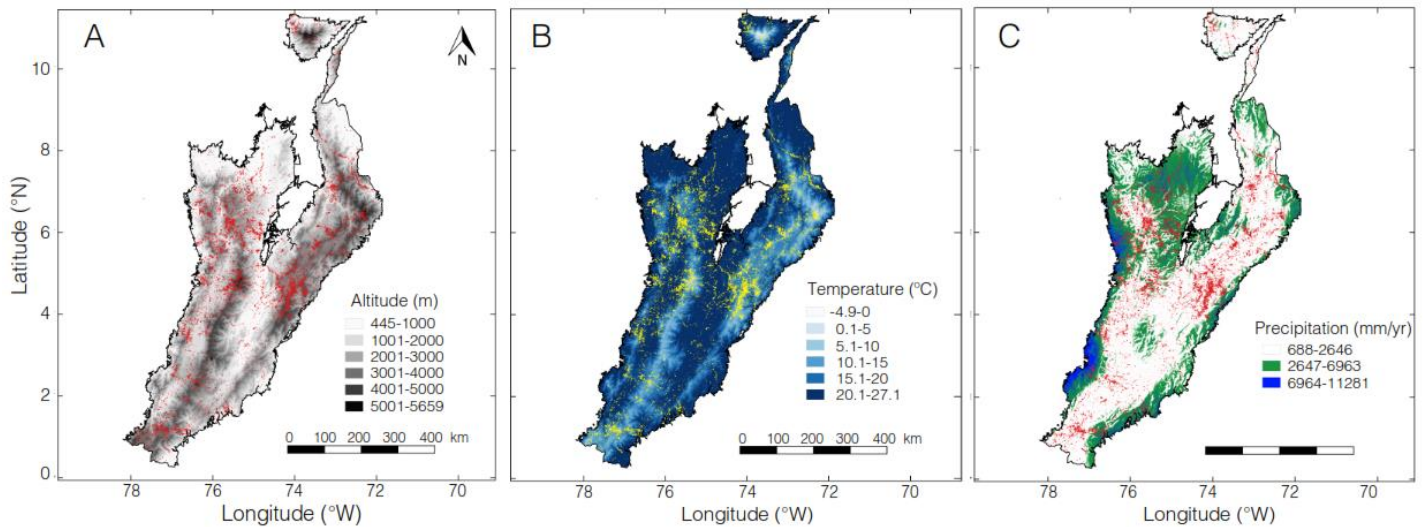 A
N
Latitude (°N)
10
8
6
4
2
0
Altitude (m)
445-1000
1001-2000
2001-3000
3001-4000
4001-5000
5001-5659
0 100 200 300 400 km
78 76 74 72 70
Longitude (°W)
B
Temperature (°C)
-4.9-0
0.1-5
5.1-10
10.1-15
15.1-20
20.1-27.1
0 100 200 300 400 km
78 76 74 72 70
Longitude (°W)
C
Precipitation (mm/yr)
688-2646
2647-6963
6964-11281
78 76 74 72 70
Longitude (°W)